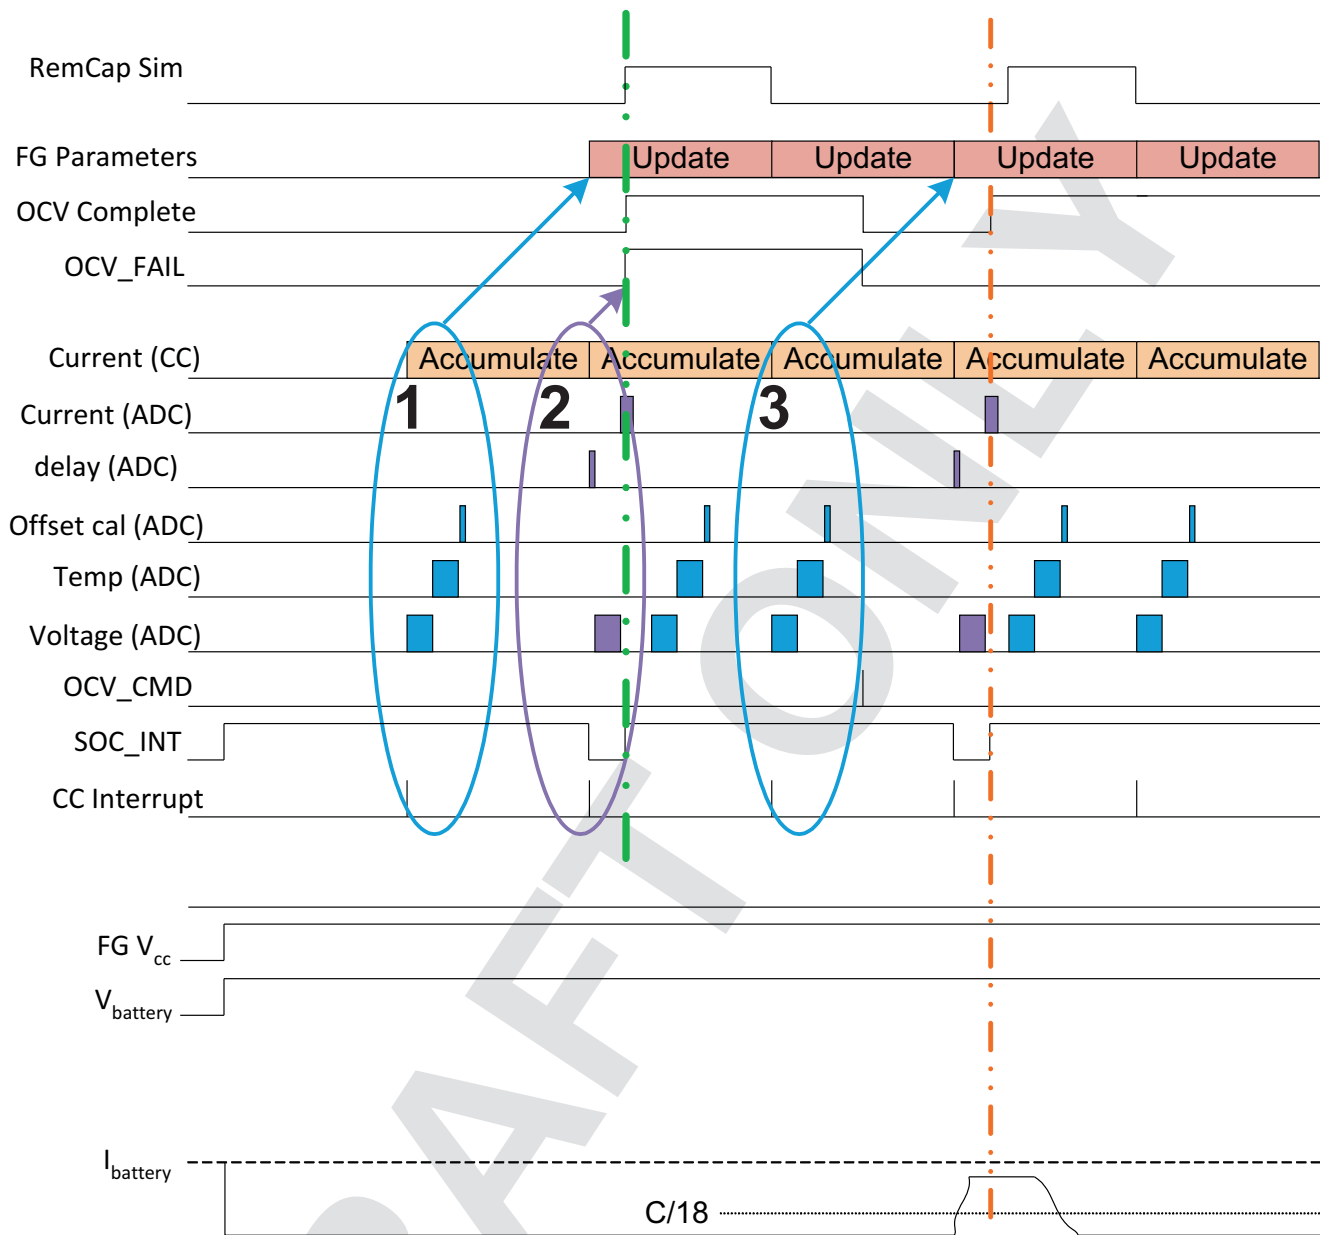 RemCap Sim
FG Parameters Update Update Update Update
OCV Complete
OCV_FAIL
Current (CC) Accumulate Accumulate Accumulate Accumulate Accumulate
1 2 3
Current (ADC)
delay (ADC)
Offset cal (ADC)
Temp (ADC)
Voltage (ADC)
OCV_CMD
SOC_INT
CC Interrupt
FG Vcc
Vbattery
Ibattery
C/18
RAFT ONLY